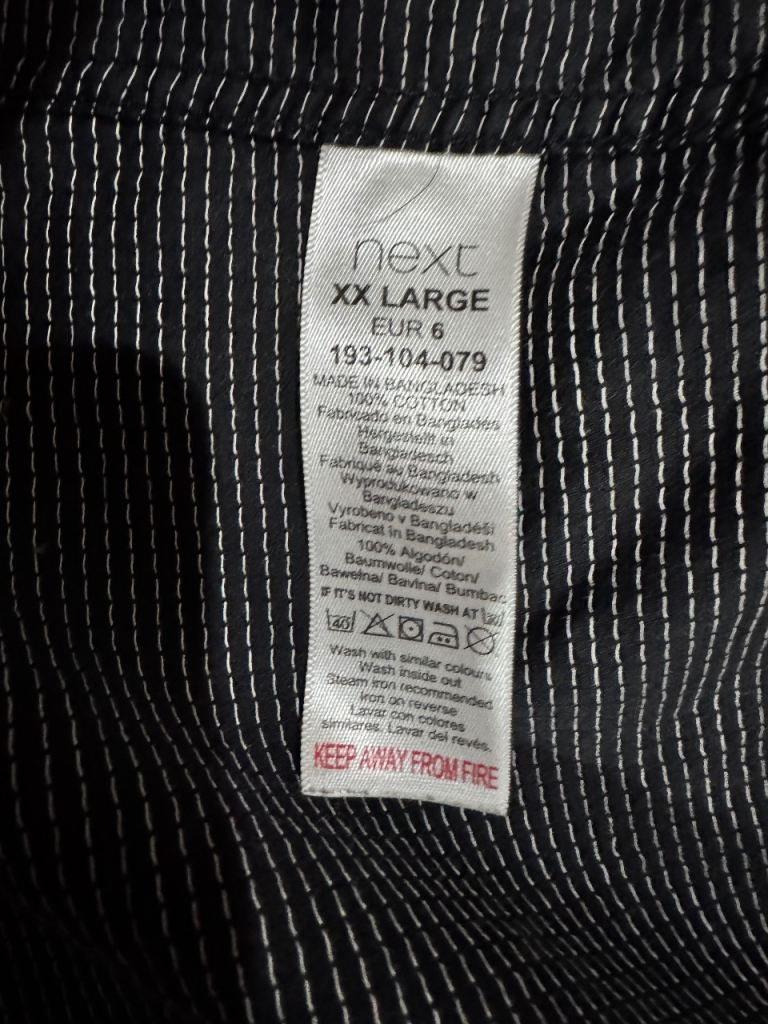 next
XX LARGE
EUR 6
193-104-079
MADE IN BANGLADESH
100% COTTON
Fabricado en Bangladés
Hergestellt in
Bangladesch
Fabriqué au Bangladesh
Wyprodukowano w
Bangladeszu
Vyrobeno v Bangladéši
Fabricat în Bangladesh
100% Algodón/
Baumwolle/ Coton/
Bawełna/ Bavlna/ Bumbac
IF IT'S NOT DIRTY WASH AT 30
40
Wash with similar colours
Wash inside out
Steam iron recommended
Iron on reverse
Lavar con colores
similares. Lavar del revés.
KEEP AWAY FROM FIRE